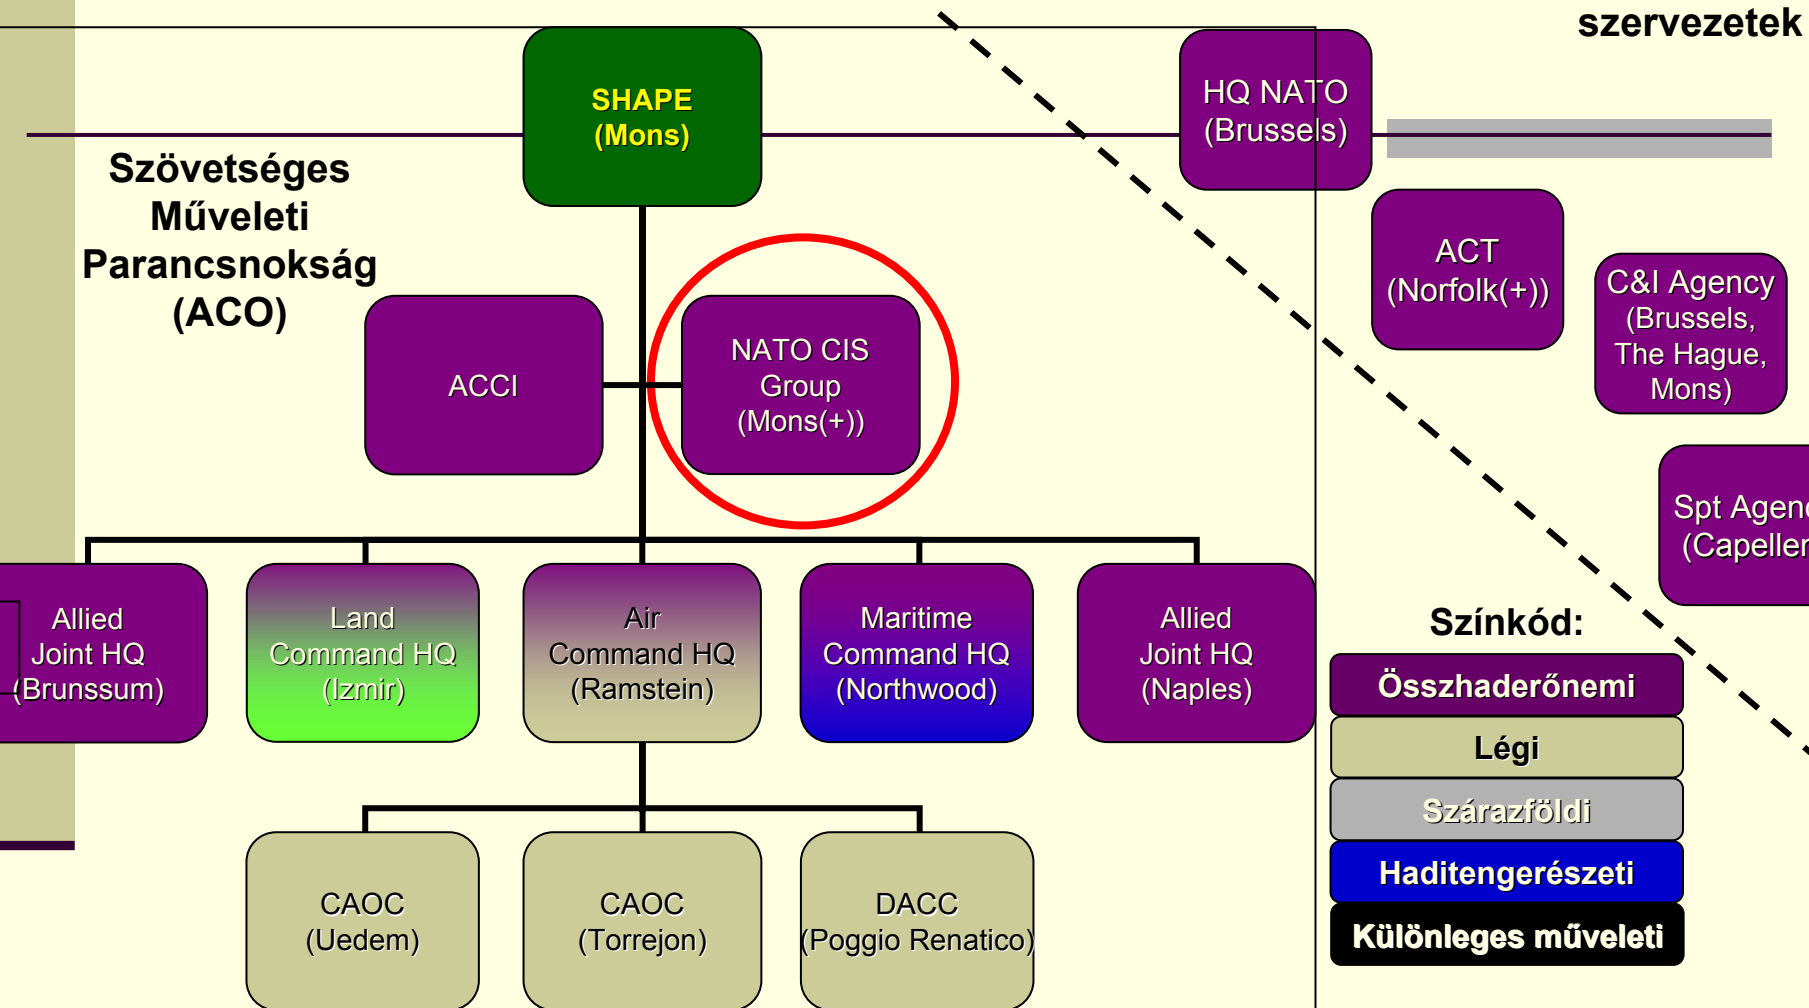 szervezetek
SHAPE
(Mons)
HQ NATO
(Brussels)
Szövetséges
Műveleti
Parancsnokság
(ACO)
ACT
(Norfolk(+))
C&I Agency
(Brussels,
The Hague,
Mons)
ACCI
NATO CIS
Group
(Mons(+))
Spt
Allied
Joint HQ
(Brunssum)
Land
Command HQ
(Izmir)
Air
Command HQ
(Ramstein)
Maritime
Command HQ
(Northwood)
Allied
Joint HQ
(Naples)
Színkód:
Összhaderőnemi
Légi
Szárazföldi
Haditengerészeti
Különleges műveleti
CAOC
(Uedem)
CAOC
(Torrejon)
DACC
(Poggio Renatico)